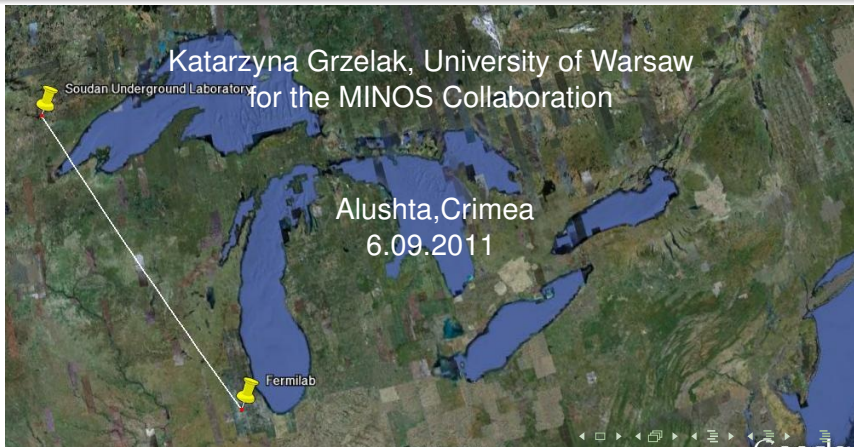 Katarzyna Grzelak, University of Warsaw
Soudan Underground Laboratory
for the MINOS Collaboration
Alushta,Crimea
6.09.2011
Fermilab